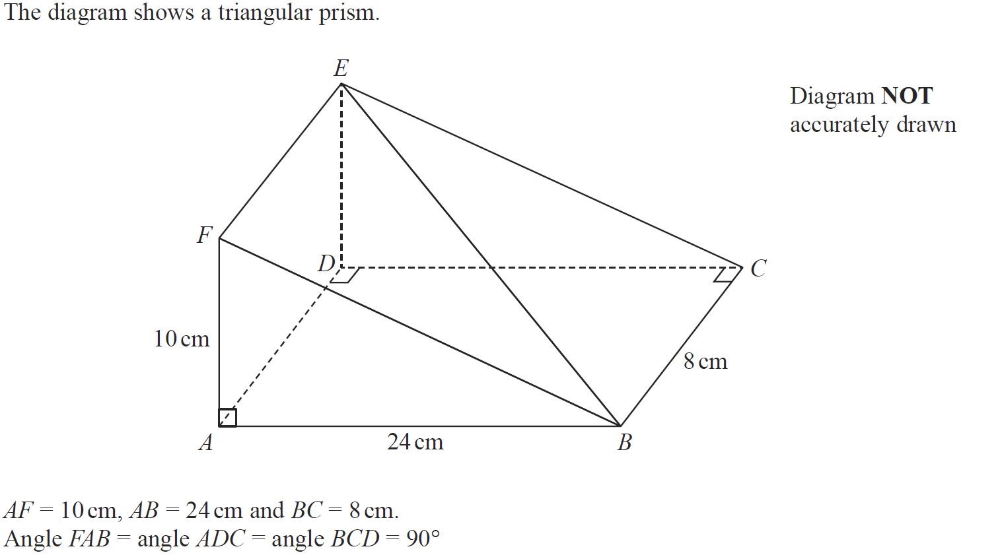 The diagram shows a triangular prism.
E
Diagram NOT
accurately drawn
F
D
C
10 cm
8 cm
A
24 cm
B
AF = 10 cm, AB = 24 cm and BC = 8 cm.
Angle FAB = angle ADC = angle BCD = 90°